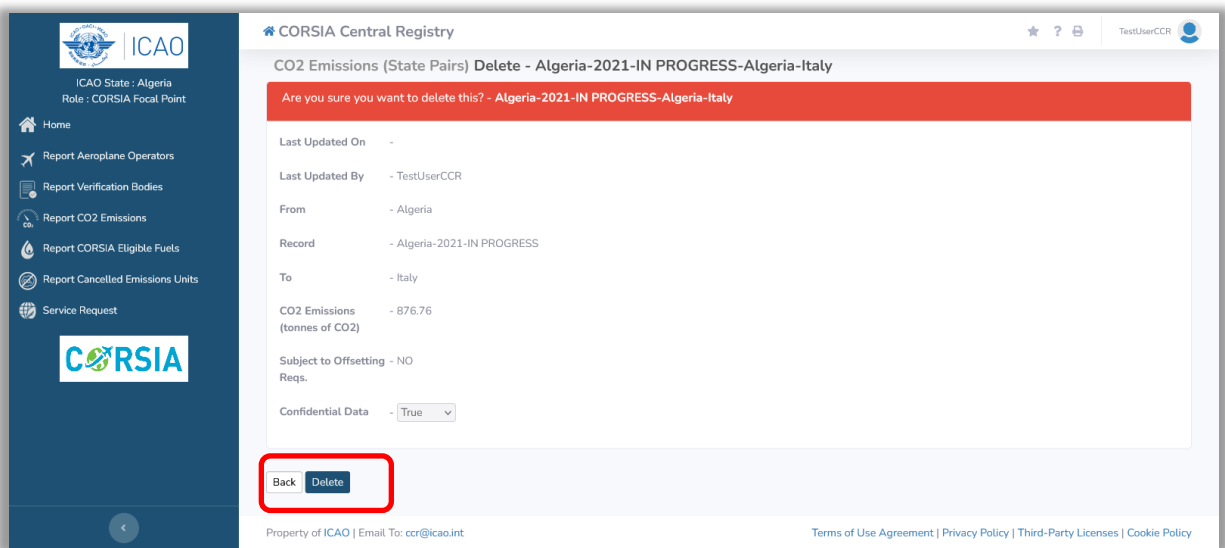 ICAO
ICAO State : Algeria
Role : CORSIA Focal Point
Home
Report Aeroplane Operators
Report Verification Bodies
CO₂ Report CO2 Emissions
Report CORSIA Eligible Fuels
Report Cancelled Emissions Units
Service Request
CORSIA
CORSIA Central Registry
? TestUserCCR
CO2 Emissions (State Pairs) Delete - Algeria-2021-IN PROGRESS-Algeria-Italy
Are you sure you want to delete this? - Algeria-2021-IN PROGRESS-Algeria-Italy
Last Updated On -
Last Updated By - TestUserCCR
From - Algeria
Record - Algeria-2021-IN PROGRESS
To - Italy
CO2 Emissions - 876.76
(tonnes of CO2)
Subject to Offsetting - NO
Reqs.
Confidential Data - True
Back Delete
Property of ICAO | Email To: ccr@icao.int
Terms of Use Agreement | Privacy Policy | Third-Party Licenses | Cookie Policy